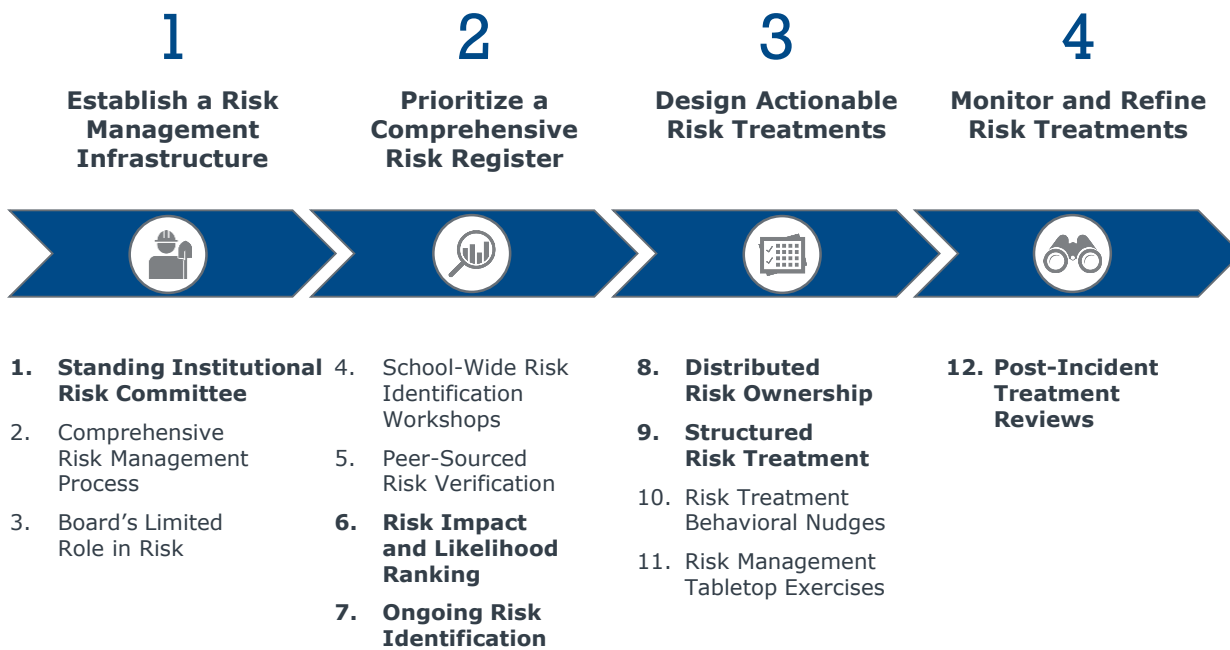 1
Establish a Risk
Management
Infrastructure
2
Prioritize a
Comprehensive
Risk Register
3
Design Actionable
Risk Treatments
4
Monitor and Refine
Risk Treatments
1. Standing Institutional
Risk Committee
2. Comprehensive
Risk Management
Process
3. Board’s Limited
Role in Risk
4. School-Wide Risk
Identification
Workshops
5. Peer-Sourced
Risk Verification
6. Risk Impact
and Likelihood
Ranking
7. Ongoing Risk
Identification
8. Distributed
Risk Ownership
9. Structured
Risk Treatment
10. Risk Treatment
Behavioral Nudges
11. Risk Management
Tabletop Exercises
12. Post-Incident
Treatment
Reviews